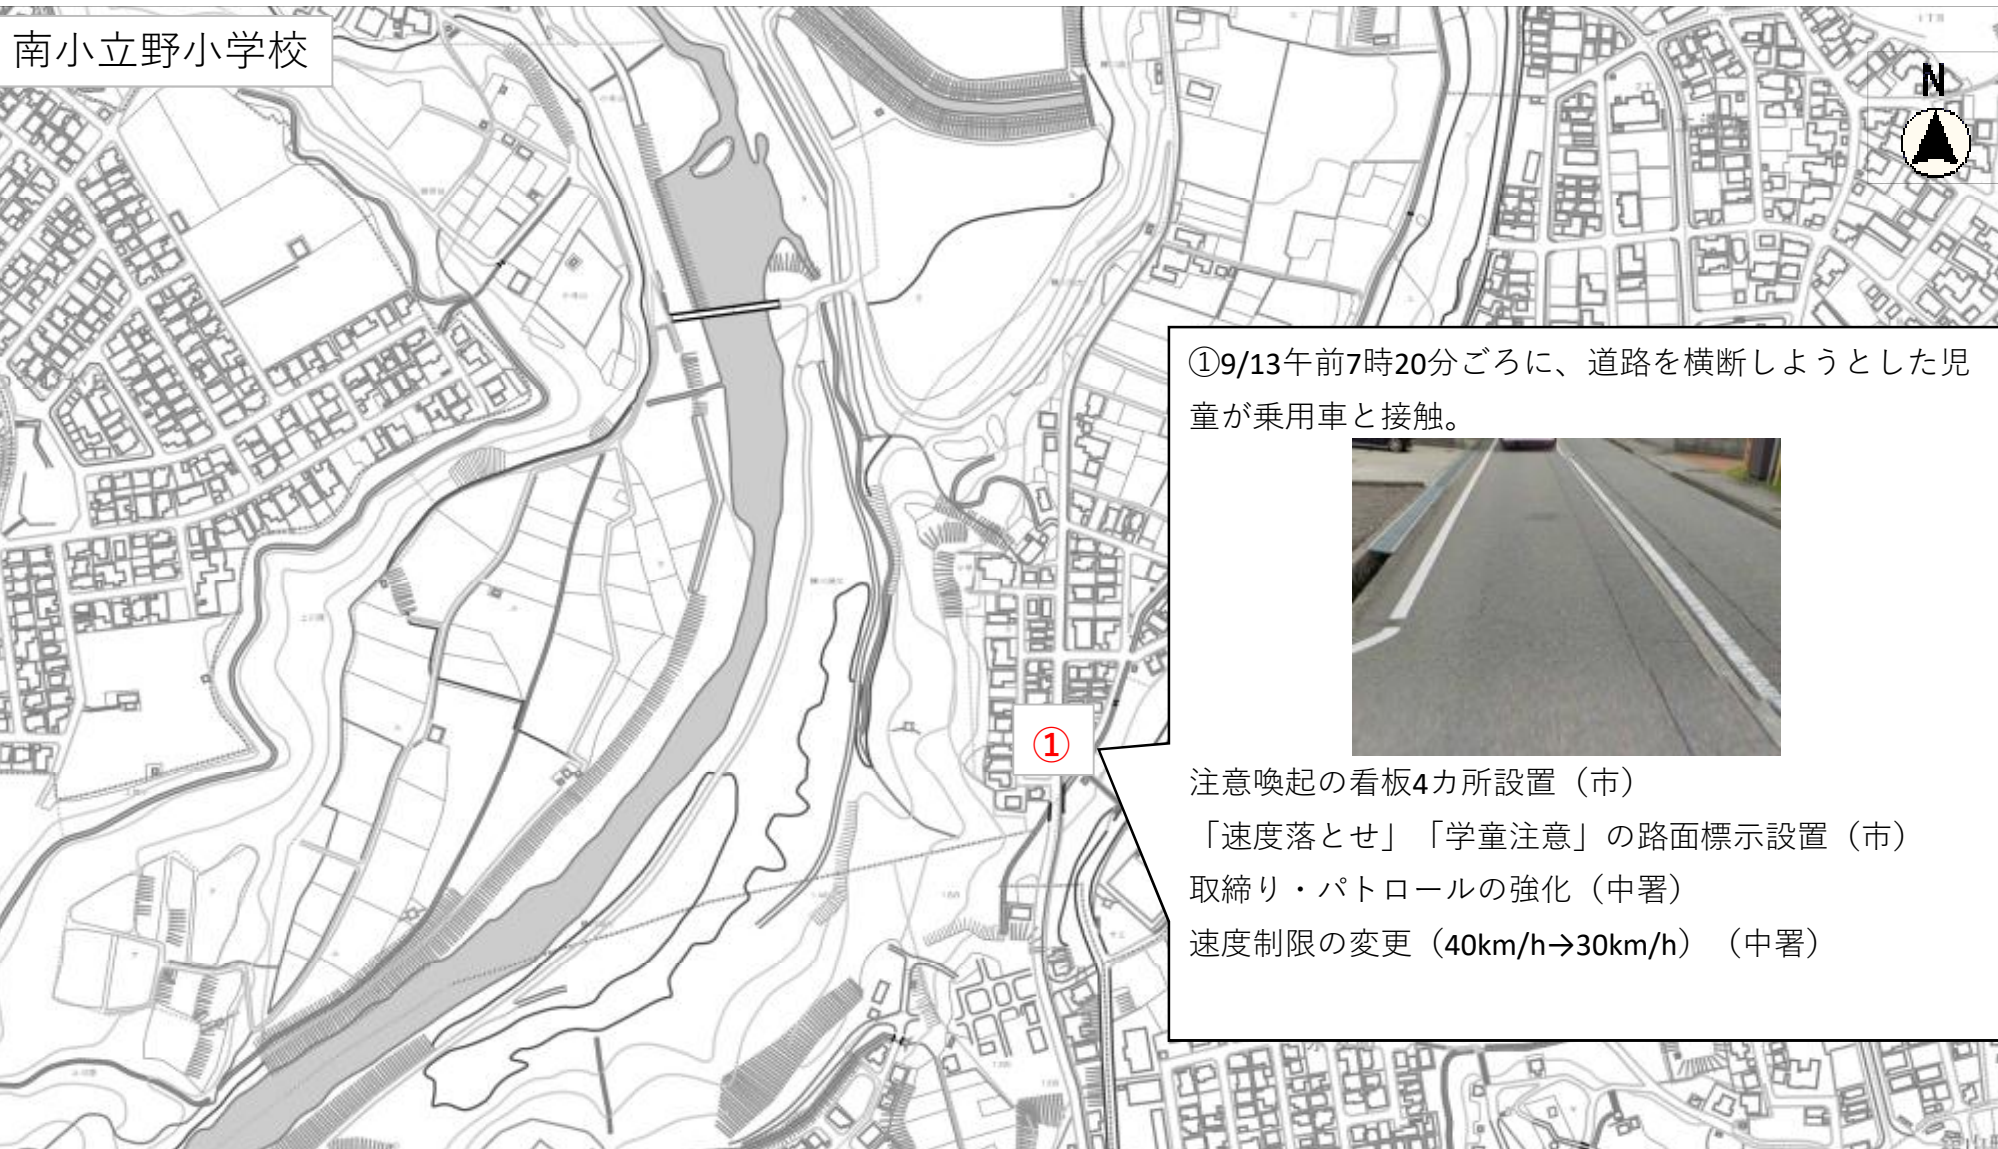 南小立野小学校
N
①9/13午前7時20分ごろに、道路を横断しようとした児
童が乗用車と接触。
①
注意喚起の看板4カ所設置（市）
「速度落とせ」「学童注意」の路面標示設置（市）
取締り・パトロールの強化（中署）
速度制限の変更（40km/h→30km/h）（中署）